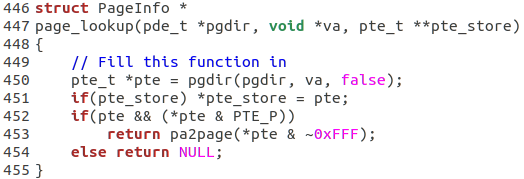 446 struct PageInfo *
447 page_lookup(pde_t *pgdir, void *va, pte_t **pte_store)
448 {
449     // Fill this function in
450     pte_t *pte = pgdir(pgdir, va, false);
451     if(pte_store) *pte_store = pte;
452     if(pte && (*pte & PTE_P))
453         return pa2page(*pte & ~0xFFF);
454     else return NULL;
455 }